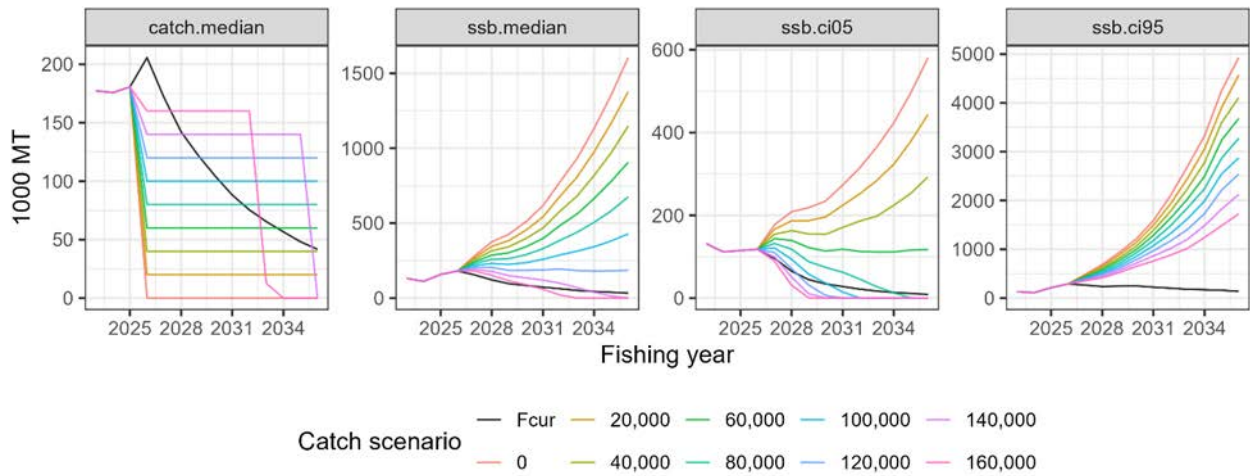 catch.median ssb.median ssb.ci05 ssb.ci95
1000 MT
200
150
100
50
0
1500
1000
500
0
600
400
200
0
5000
4000
3000
2000
1000
0
2025 2028 2031 2034 2025 2028 2031 2034 2025 2028 2031 2034 2025 2028 2031 2034
Fishing year
Catch scenario
Fcur 20,000 60,000 100,000 140,000
0 40,000 80,000 120,000 160,000